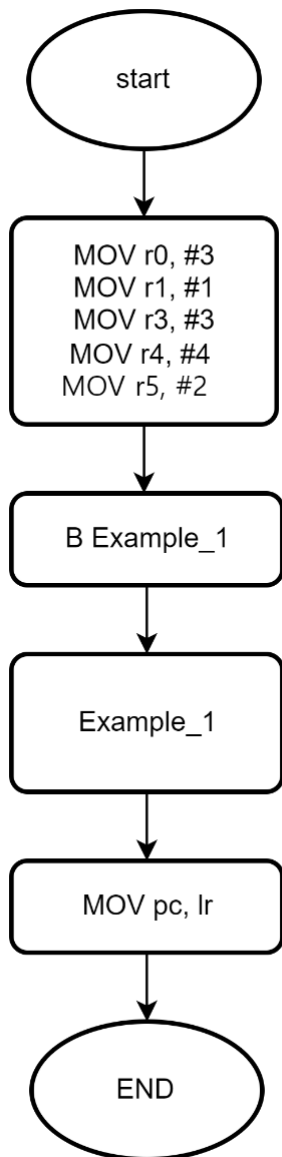 start
MOV r0, #3
MOV r1, #1
MOV r3, #3
MOV r4, #4
MOV r5, #2
B Example_1
Example_1
MOV pc, lr
END